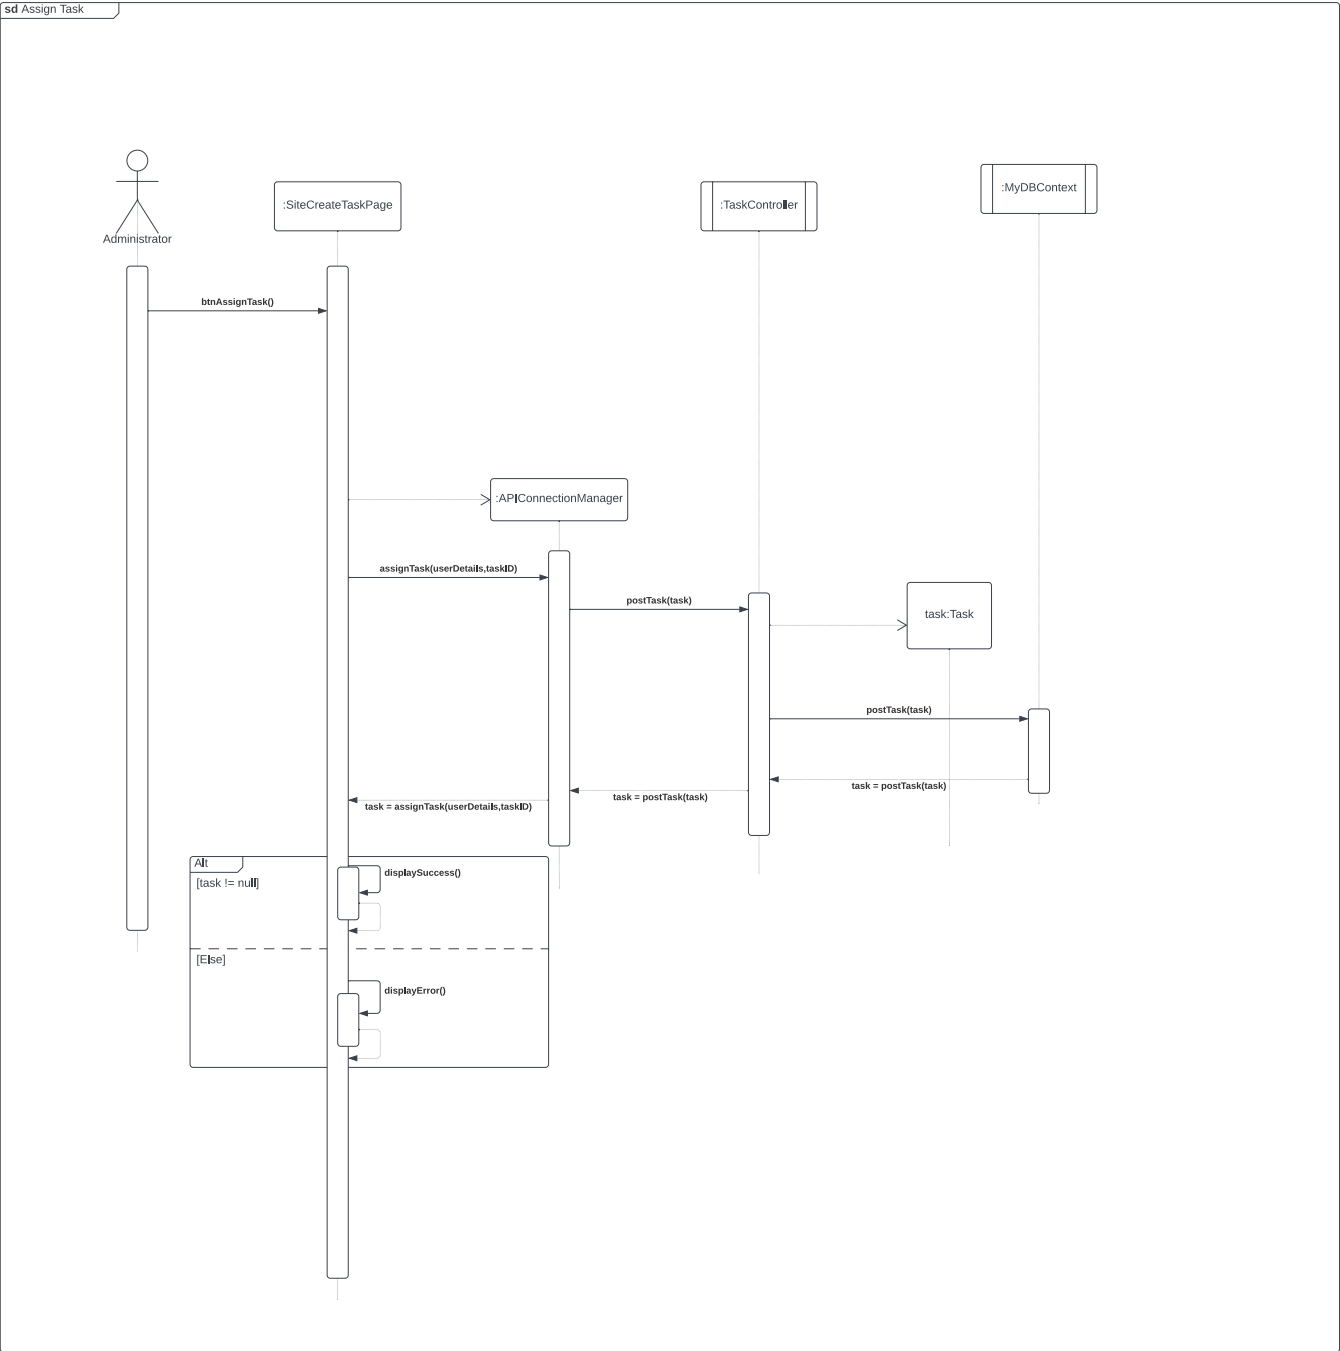 sd Assign Task
Administrator
:SiteCreateTaskPage
:TaskController
:MyDBContext
btnAssignTask()
:APIConnectionManager
assignTask(userDetails,taskID)
postTask(task)
task:Task
postTask(task)
task = postTask(task)
task = postTask(task)
task = assignTask(userDetails,taskID)
Alt
[task != null]
displaySuccess()
[Else]
displayError()